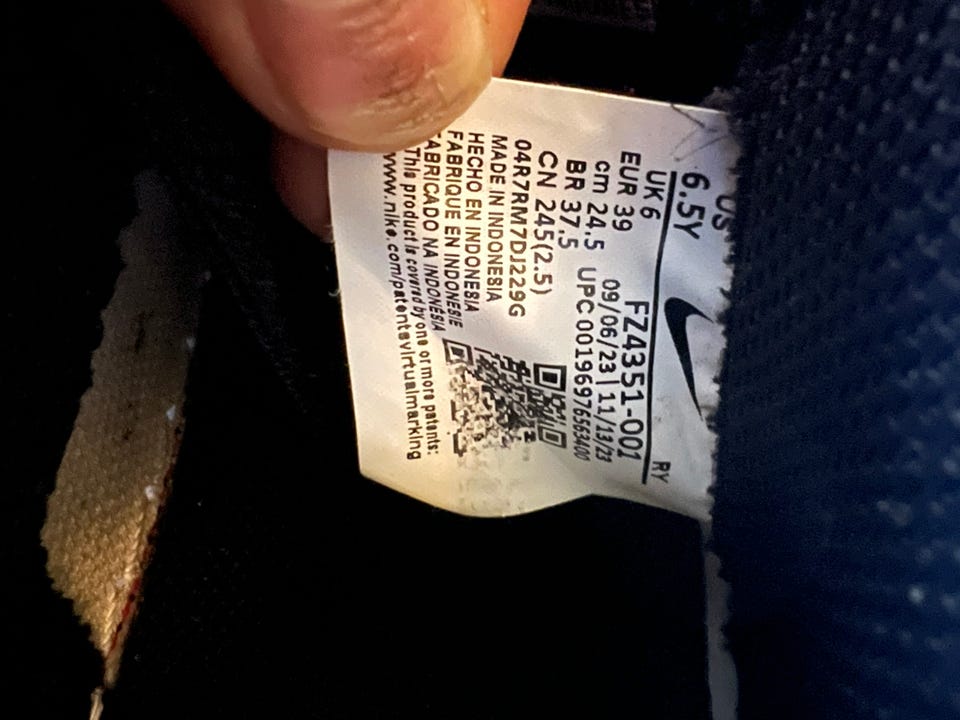 US
6.5Y
RY
UK 6
EUR 39 FZ4351-001
cm 24.5 09/06/23 | 11/13/23
BR 37.5 UPC 00196976563400
CN 245(2.5)
04R7RM7DJ229G
MADE IN INDONESIA
HECHO EN INDONESIA
FABRIQUE EN INDONESIE
FABRICADO NA INDONÉSIA
This product is covered by one or more patents:
www.nike.com/patentsvirtualmarking